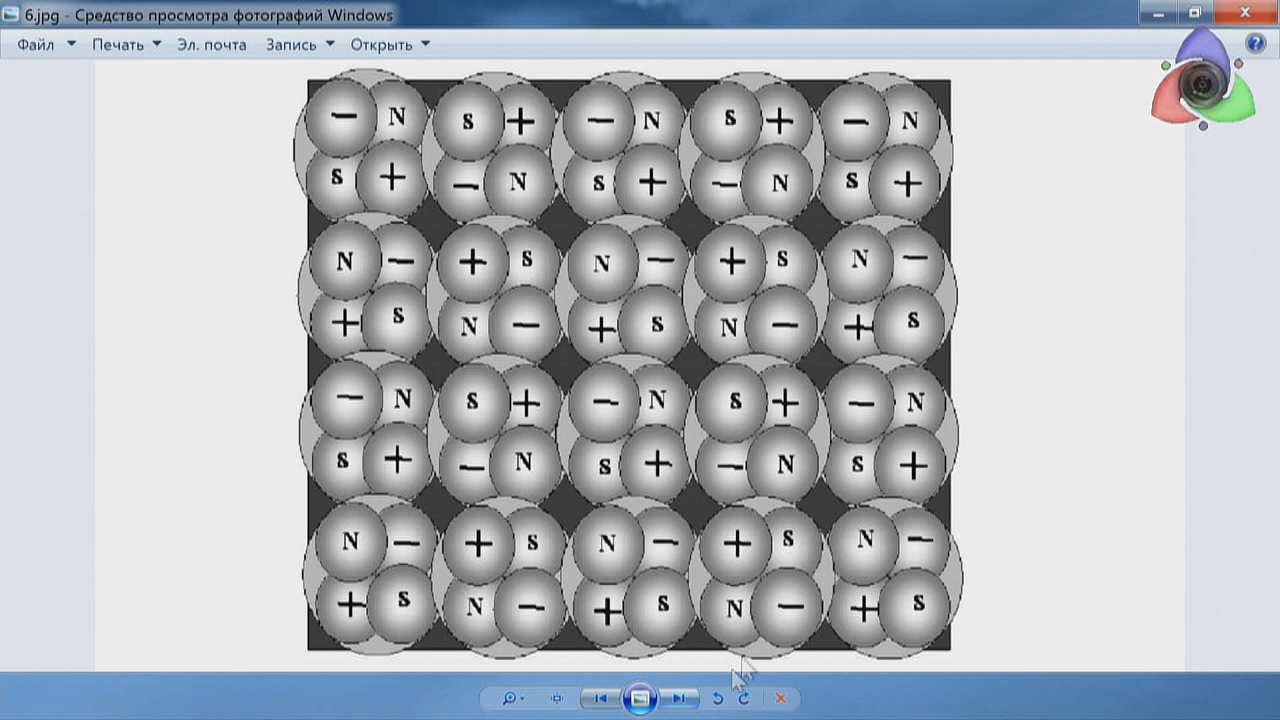 6.jpg - Средство просмотра фотографий Windows
Файл Печать Эл. почта Запись Открыть
− N S + − N S + − N
S + − N S + − N S +
N − + S N − + S N −
+ S N − + S N − + S
− N S + − N S + − N
S + − N S + − N S +
N − + S N − + S N −
+ S N − + S N − + S